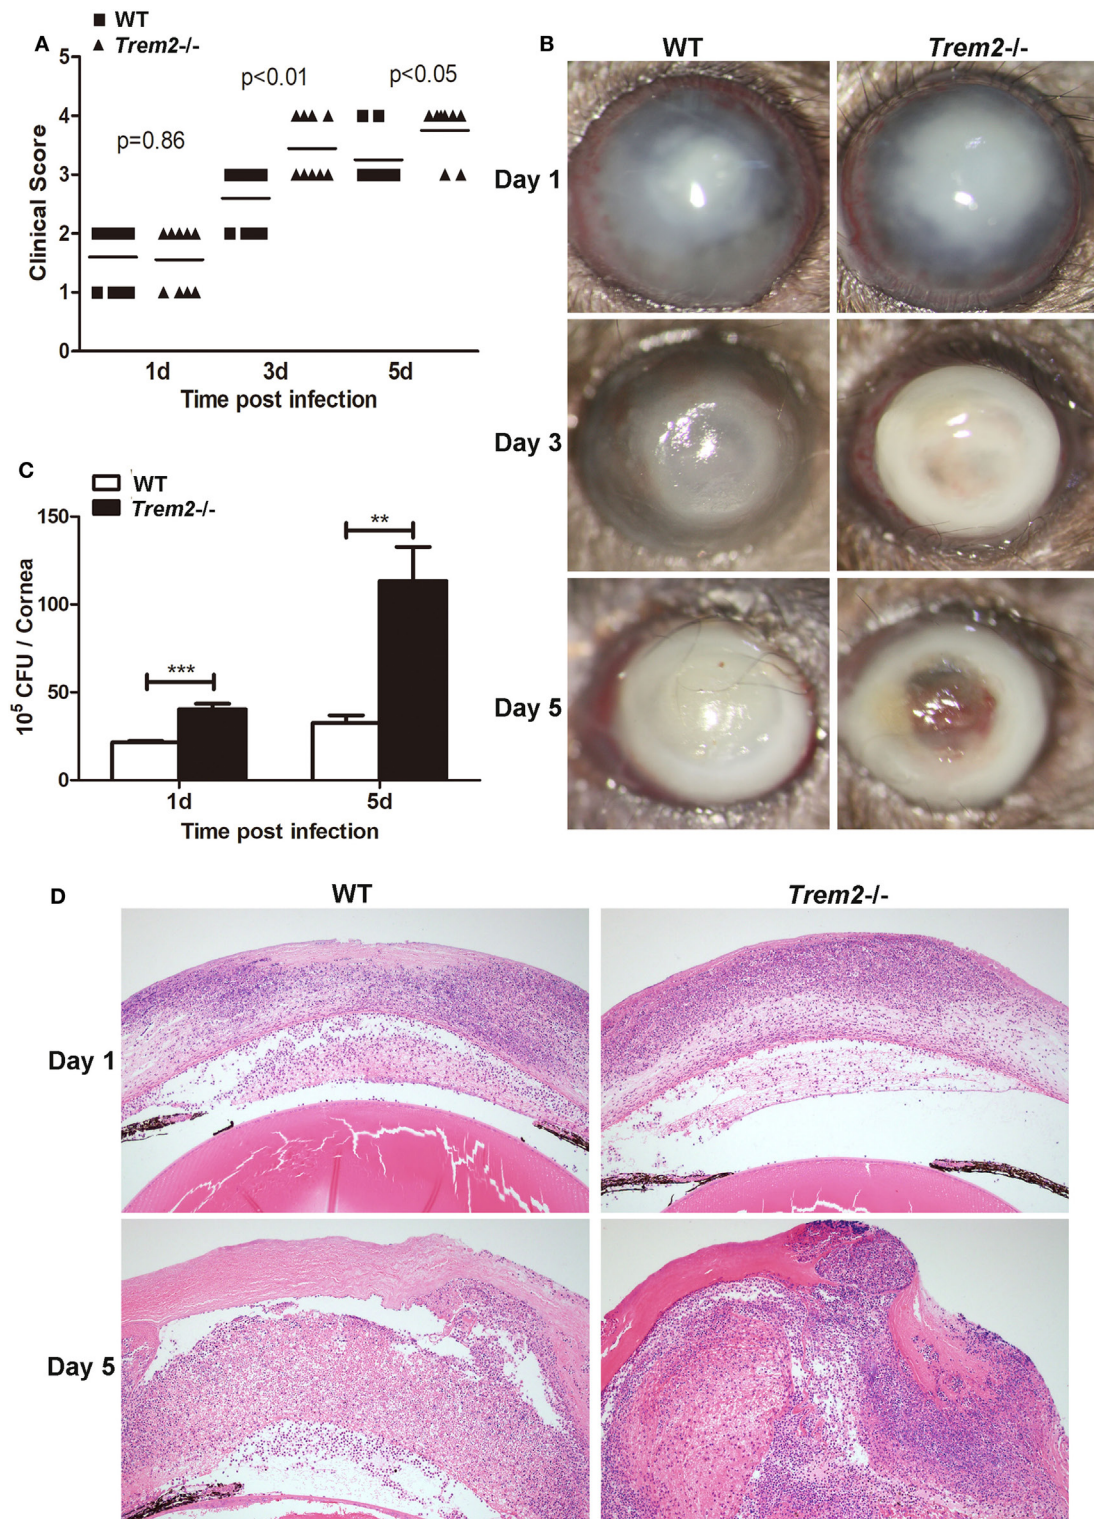 WT
Trem2-/-
A
5
4
3
2
1
0
Clinical Score
p=0.86
p<0.01
p<0.05
1d
3d
5d
Time post infection
B
WT
Trem2-/-
Day 1
Day 3
Day 5
C
WT
Trem2-/-
150
100
50
0
10⁵ CFU / Cornea
***
**
1d
5d
Time post infection
D
WT
Trem2-/-
Day 1
Day 5